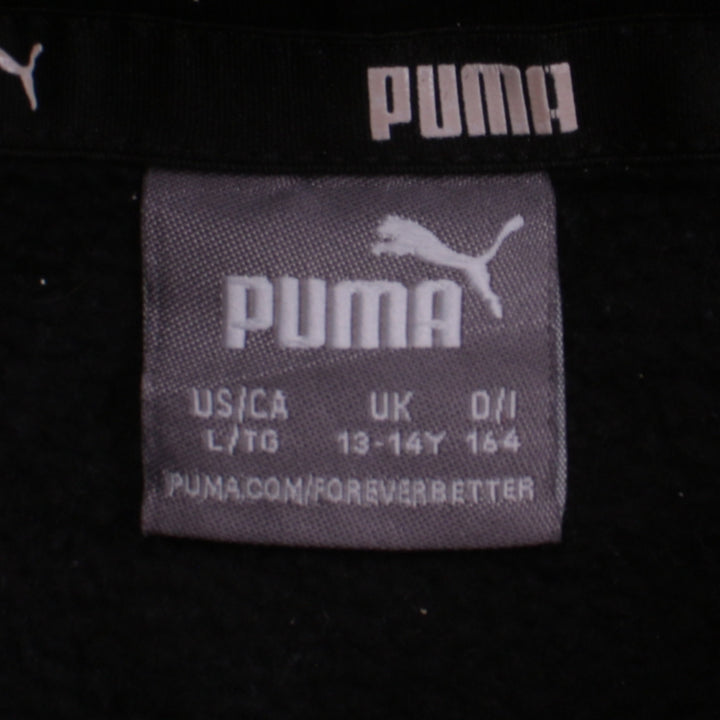 PUMA
PUMA
US/CA UK D/I
L/TG 13-14Y 164
PUMA.COM/FOREVERBETTER